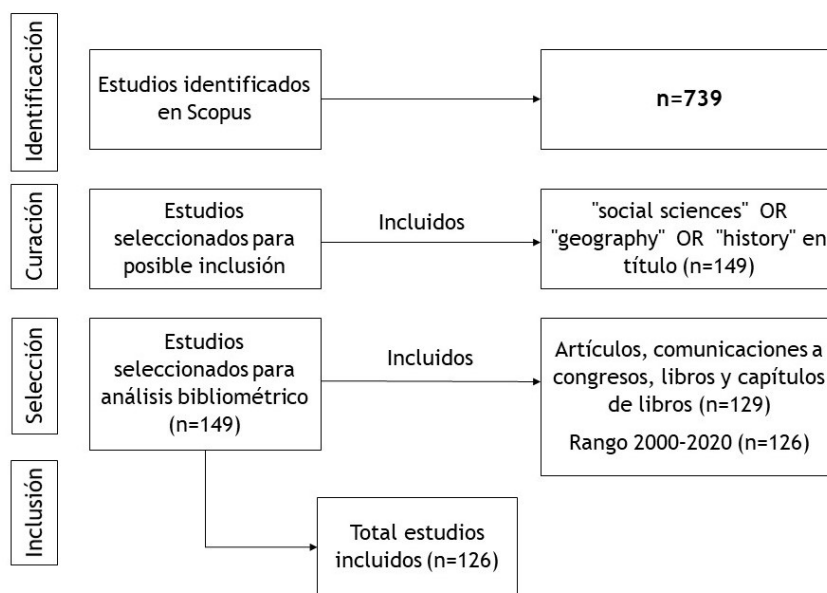 Identificación
Estudios identificados
en Scopus
n=739
Curación
Estudios
seleccionados para
posible inclusión
Incluidos
"social sciences" OR
"geography" OR "history" en
título (n=149)
Selección
Estudios
seleccionados para
análisis bibliométrico
(n=149)
Incluidos
Artículos, comunicaciones a
congresos, libros y capítulos
de libros (n=129)
Rango 2000-2020 (n=126)
Inclusión
Total estudios
incluidos (n=126)